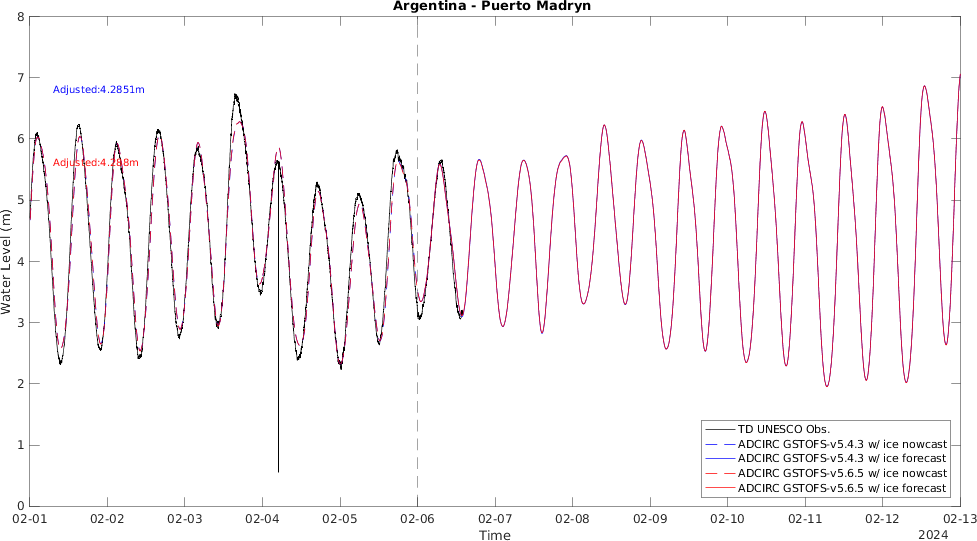 Argentina - Puerto Madryn
8
7
6
5
4
3
2
1
0
Water Level (m)
Adjusted:4.2851m
Adjusted:4.288m
TD UNESCO Obs.
ADCIRC GSTOFS-v5.4.3 w/ ice nowcast
ADCIRC GSTOFS-v5.4.3 w/ ice forecast
ADCIRC GSTOFS-v5.6.5 w/ ice nowcast
ADCIRC GSTOFS-v5.6.5 w/ ice forecast
02-01 02-02 02-03 02-04 02-05 02-06 02-07 02-08 02-09 02-10 02-11 02-12 02-13
Time
2024